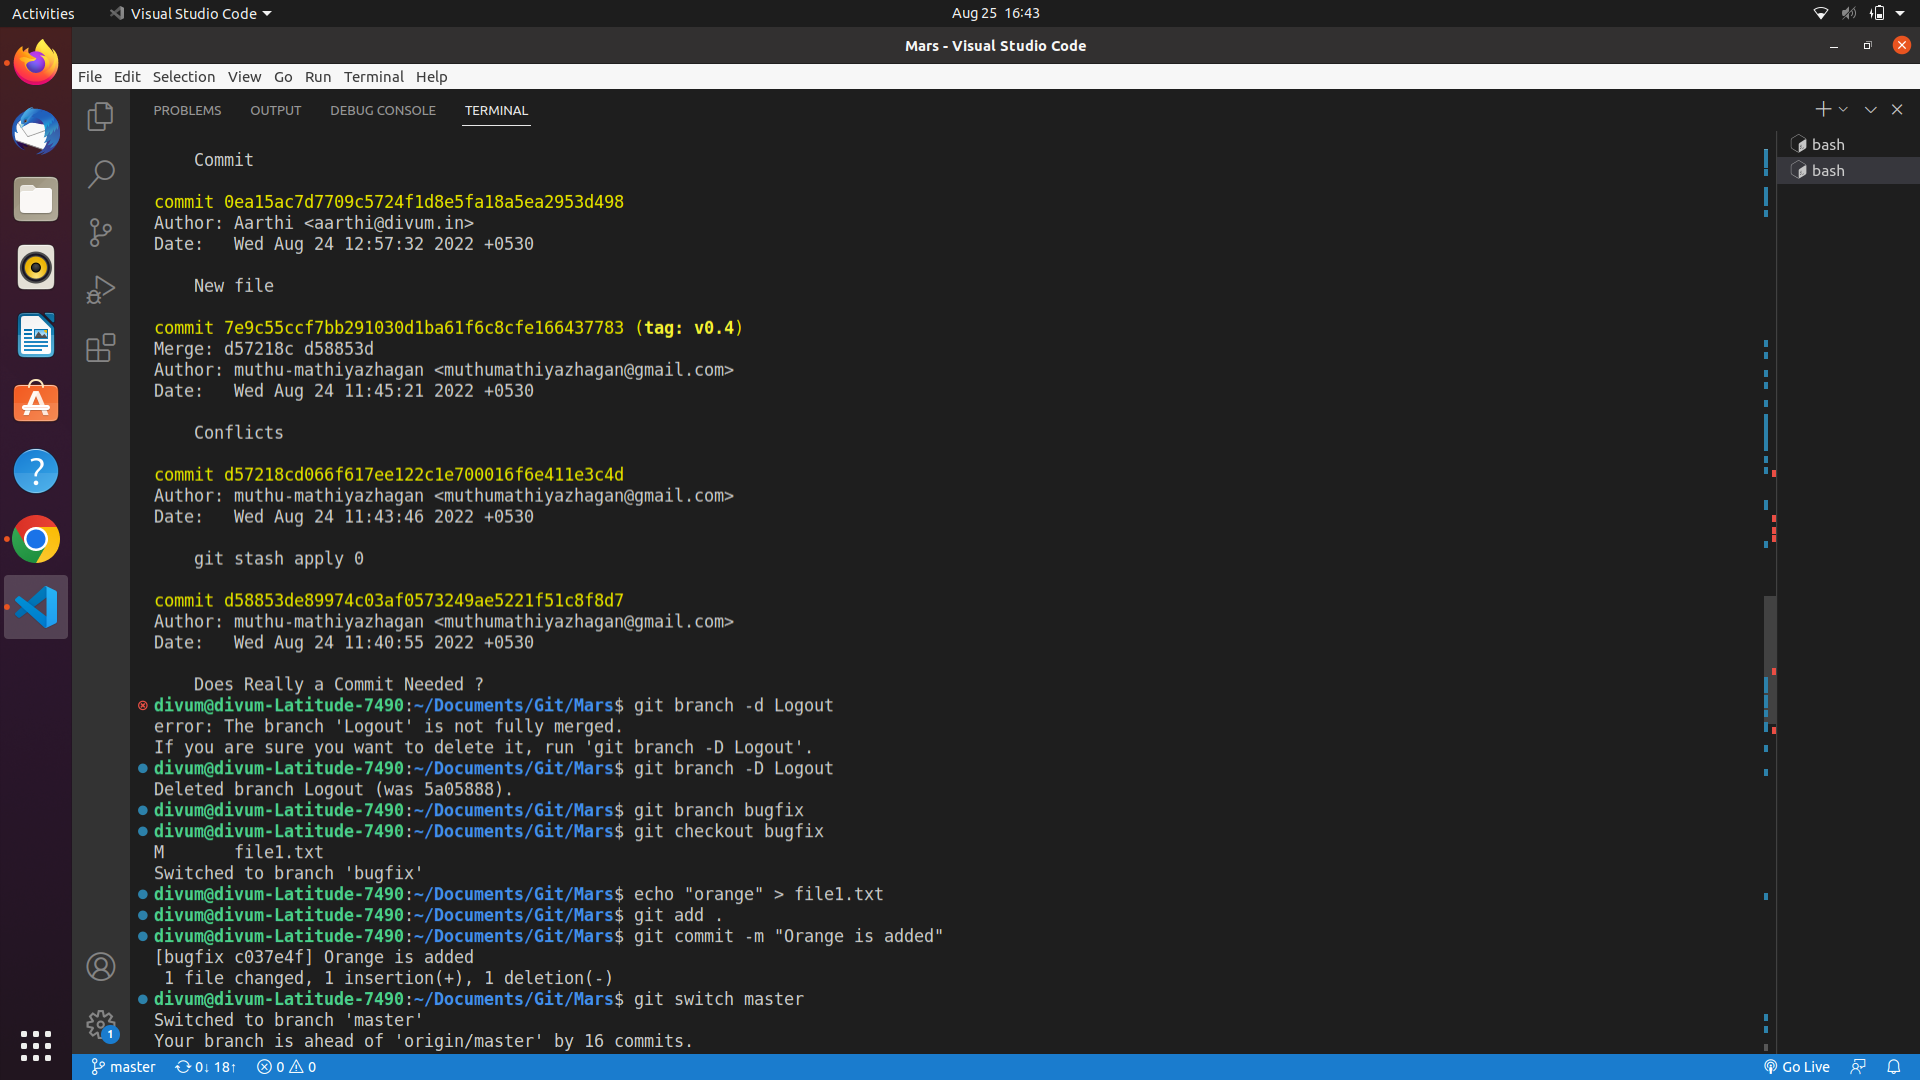 Activities Visual Studio Code Aug 25 16:43
Mars - Visual Studio Code
File Edit Selection View Go Run Terminal Help
PROBLEMS OUTPUT DEBUG CONSOLE TERMINAL
bash
bash
Commit
commit 0ea15ac7d7709c5724f1d8e5fa18a5ea2953d498
Author: Aarthi <aarthi@divum.in>
Date:   Wed Aug 24 12:57:32 2022 +0530
New file
commit 7e9c55ccf7bb291030d1ba61f6c8cfe166437783 (tag: v0.4)
Merge: d57218c d58853d
Author: muthu-mathiyazhagan <muthumathiyazhagan@gmail.com>
Date:   Wed Aug 24 11:45:21 2022 +0530
Conflicts
commit d57218cd066f617ee122c1e700016f6e411e3c4d
Author: muthu-mathiyazhagan <muthumathiyazhagan@gmail.com>
Date:   Wed Aug 24 11:43:46 2022 +0530
git stash apply 0
commit d58853de89974c03af0573249ae5221f51c8f8d7
Author: muthu-mathiyazhagan <muthumathiyazhagan@gmail.com>
Date:   Wed Aug 24 11:40:55 2022 +0530
Does Really a Commit Needed ?
divum@divum-Latitude-7490:~/Documents/Git/Mars$ git branch -d Logout
error: The branch 'Logout' is not fully merged.
If you are sure you want to delete it, run 'git branch -D Logout'.
divum@divum-Latitude-7490:~/Documents/Git/Mars$ git branch -D Logout
Deleted branch Logout (was 5a05888).
divum@divum-Latitude-7490:~/Documents/Git/Mars$ git branch bugfix
divum@divum-Latitude-7490:~/Documents/Git/Mars$ git checkout bugfix
M       file1.txt
Switched to branch 'bugfix'
divum@divum-Latitude-7490:~/Documents/Git/Mars$ echo "orange" > file1.txt
divum@divum-Latitude-7490:~/Documents/Git/Mars$ git add .
divum@divum-Latitude-7490:~/Documents/Git/Mars$ git commit -m "Orange is added"
[bugfix c037e4f] Orange is added
1 file changed, 1 insertion(+), 1 deletion(-)
divum@divum-Latitude-7490:~/Documents/Git/Mars$ git switch master
Switched to branch 'master'
Your branch is ahead of 'origin/master' by 16 commits.
1
master 0↓ 18↑ 0 0 Go Live